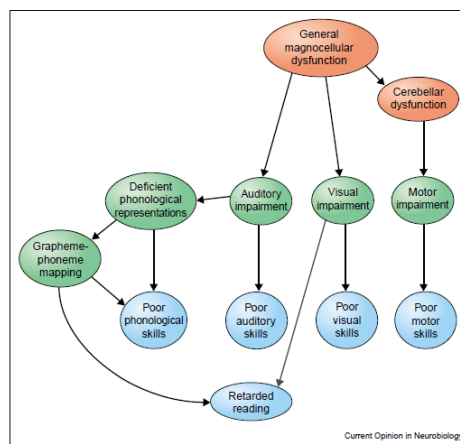 General
magnocellular
dysfunction
Cerebellar
dysfunction
Deficient
phonological
representations
Auditory
impairment
Visual
impairment
Motor
impairment
Grapheme-
phoneme
mapping
Poor
phonological
skills
Poor
auditory
skills
Poor
visual
skills
Poor
motor
skills
Retarded
reading
Current Opinion in Neurobiology